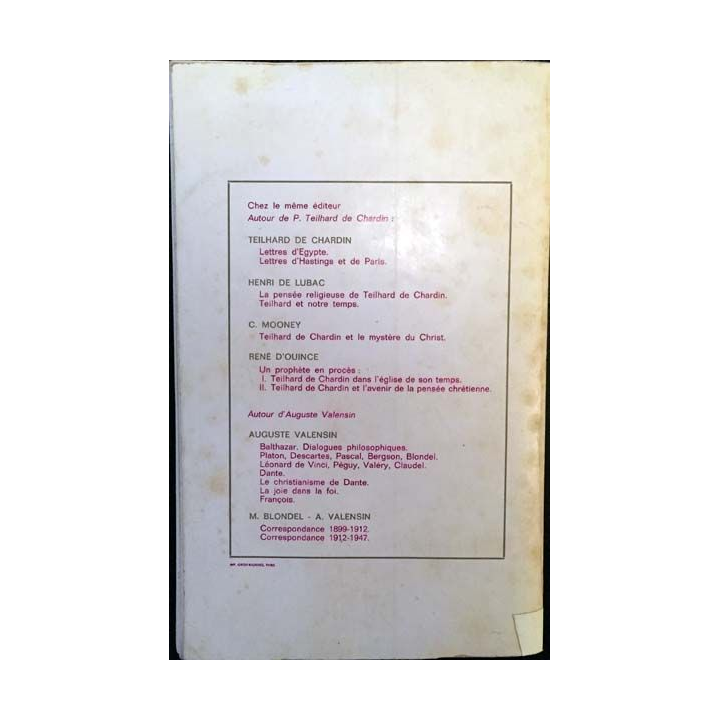 Chez le même éditeur
Autour de P. Teilhard de Chardin :
TEILHARD DE CHARDIN
Lettres d'Egypte.
Lettres d'Hastings et de Paris.
HENRI DE LUBAC
La pensée religieuse de Teilhard de Chardin.
Teilhard et notre temps.
C. MOONEY
Teilhard de Chardin et le mystère du Christ.
RENÉ D'OUINCE
Un prophète en procès :
I. Teilhard de Chardin dans l'église de son temps.
II. Teilhard de Chardin et l'avenir de la pensée chrétienne.
Autour d'Auguste Valensin
AUGUSTE VALENSIN
Balthazar. Dialogues philosophiques.
Platon, Descartes, Pascal, Bergson, Blondel.
Léonard de Vinci, Péguy, Valéry, Claudel.
Dante.
Le christianisme de Dante.
La joie dans la foi.
François.
M. BLONDEL - A. VALENSIN
Correspondance 1899-1912.
Correspondance 1912-1947.